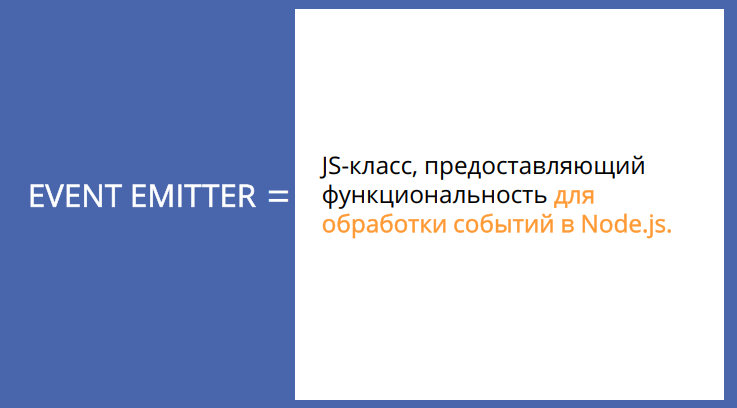 EVENT EMITTER =
JS-класс, предоставляющий
функциональность для
обработки событий в Node.js.